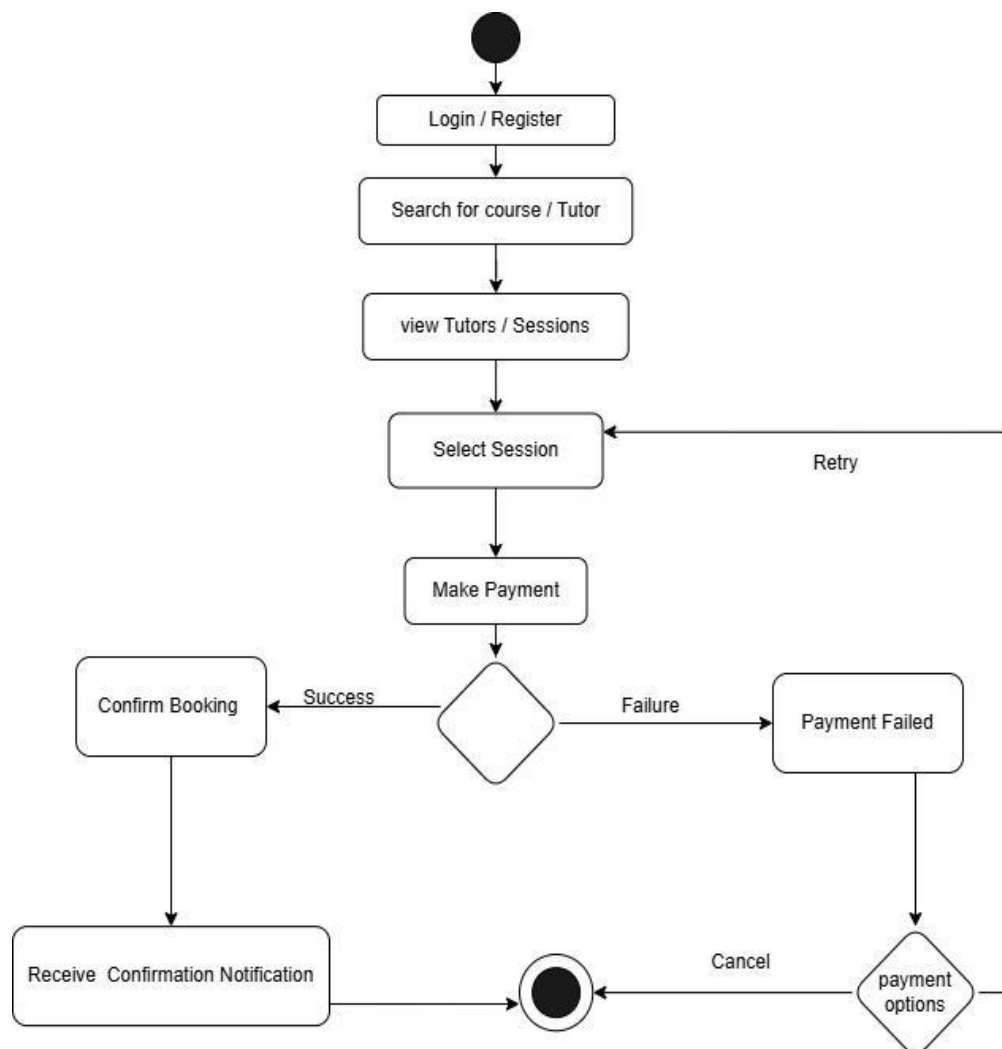 Login / Register
Search for course / Tutor
view Tutors / Sessions
Select Session
Retry
Make Payment
Confirm Booking
Success
Failure
Payment Failed
Receive Confirmation Notification
Cancel
payment
options